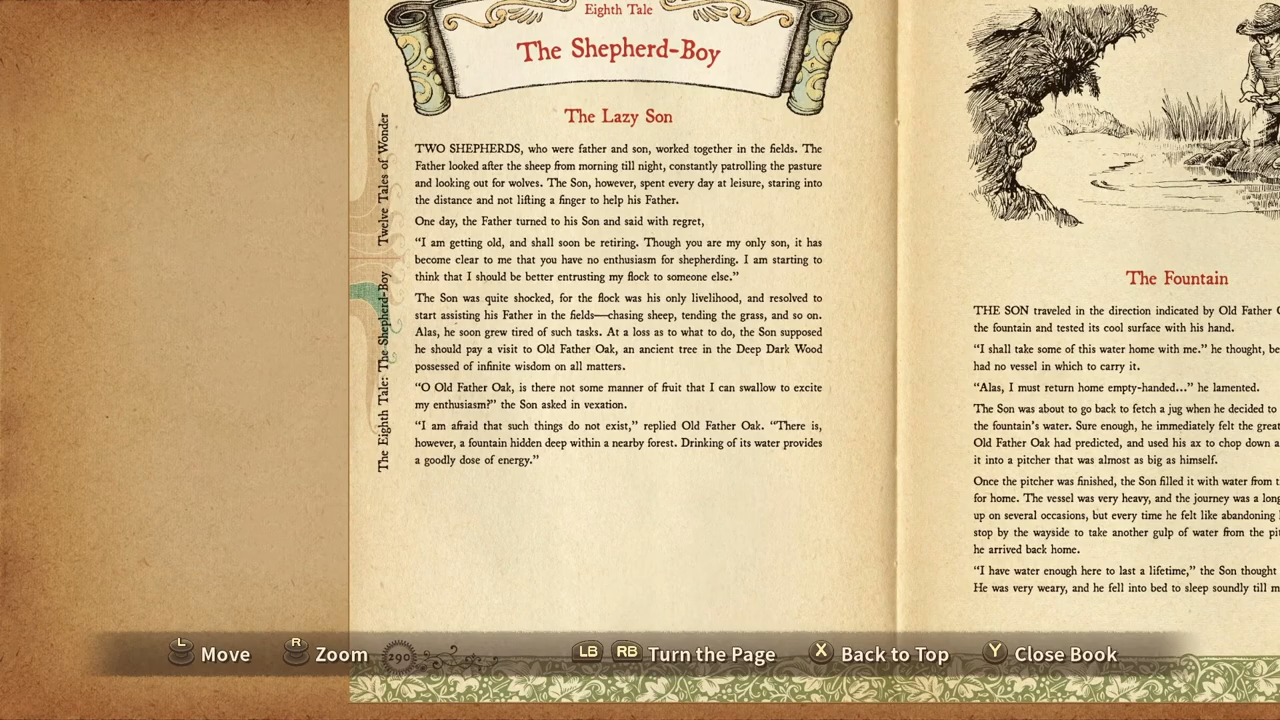 Eighth Tale
The Shepherd-Boy
The Lazy Son
TWO SHEPHERDS, who were father and son, worked together in the fields. The
Father looked after the sheep from morning till night, constantly patrolling the pasture
and looking out for wolves. The Son, however, spent every day at leisure, staring into
the distance and not lifting a finger to help his Father.
One day, the Father turned to his Son and said with regret,
“I am getting old, and shall soon be retiring. Though you are my only son, it has
become clear to me that you have no enthusiasm for shepherding. I am starting to
think that I should be better entrusting my flock to someone else.”
The Son was quite shocked, for the flock was his only livelihood, and resolved to
start assisting his Father in the fields—chasing sheep, tending the grass, and so on.
Alas, he soon grew tired of such tasks. At a loss as to what to do, the Son supposed
he should pay a visit to Old Father Oak, an ancient tree in the Deep Dark Wood
possessed of infinite wisdom on all matters.
“O Old Father Oak, is there not some manner of fruit that I can swallow to excite
my enthusiasm?” the Son asked in vexation.
“I am afraid that such things do not exist,” replied Old Father Oak. “There is,
however, a fountain hidden deep within a nearby forest. Drinking of its water provides
a goodly dose of energy.”
The Eighth Tale: The Shepherd-Boy Twelve Tales of Wonder
The Fountain
THE SON traveled in the direction indicated by Old Father
the fountain and tested its cool surface with his hand.
“I shall take some of this water home with me.” he thought,
had no vessel in which to carry it.
“Alas, I must return home empty-handed...” he lamented.
The Son was about to go back to fetch a jug when he decided to
the fountain's water. Sure enough, he immediately felt the
Old Father Oak had predicted, and used his ax to chop down a
it into a pitcher that was almost as big as himself.
Once the pitcher was finished, the Son filled it with water from
for home. The vessel was very heavy, and the journey was a
up on several occasions, but every time he felt like abandoning
stop by the wayside to take another gulp of water from the
he arrived back home.
“I have water enough here to last a lifetime,” the Son thought
He was very weary, and he fell into bed to sleep soundly till
290
L Move R Zoom LB RB Turn the Page X Back to Top Y Close Book